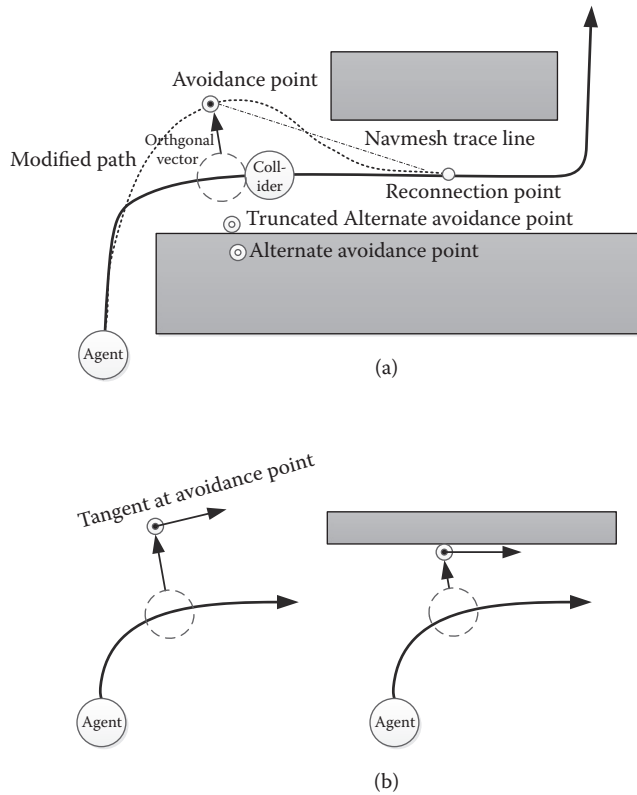 Avoidance point
Orthgonal
vector
Modified path
Coll-
ider
Navmesh trace line
Reconnection point
Truncated Alternate avoidance point
Alternate avoidance point
Agent
(a)
Tangent at avoidance point
Agent
Agent
(b)